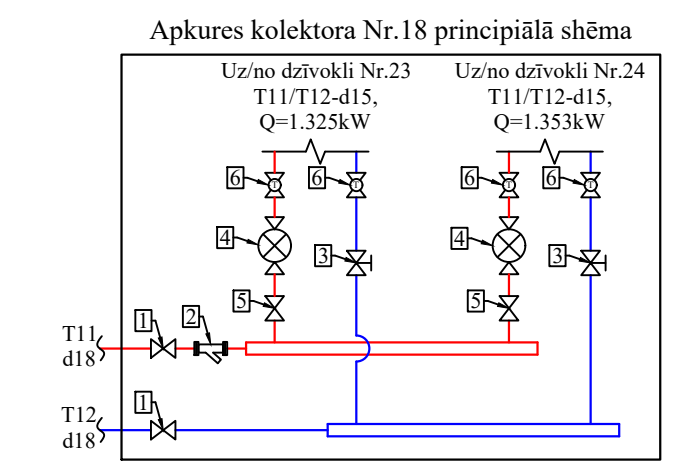 Apkures kolektora Nr.18 principiālā shēma
Uz/no dzīvokli Nr.23
T11/T12-d15,
Q=1.325kW
Uz/no dzīvokli Nr.24
T11/T12-d15,
Q=1.353kW
6
T
6
T
6
T
6
T
4
3
4
3
5
5
T11
d18
1
2
T12
d18
1